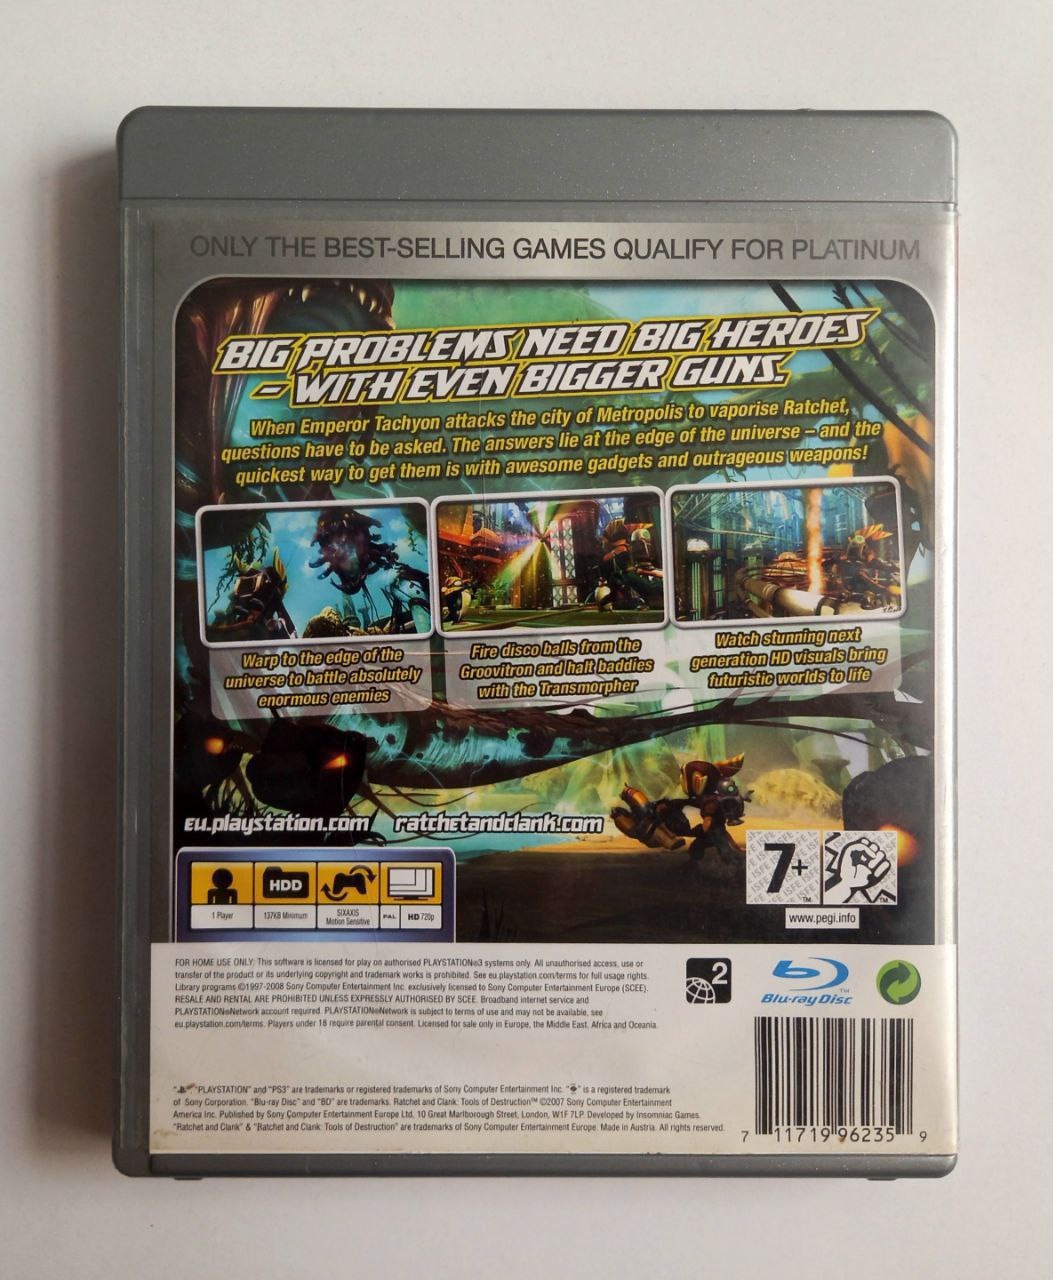 ONLY THE BEST-SELLING GAMES QUALIFY FOR PLATINUM
BIG PROBLEMS NEED BIG HEROES
- WITH EVEN BIGGER GUNS.
When Emperor Tachyon attacks the city of Metropolis to vaporise Ratchet,
questions have to be asked. The answers lie at the edge of the universe – and the
quickest way to get them is with awesome gadgets and outrageous weapons!
Warp to the edge of the
universe to battle absolutely
enormous enemies
Fire disco balls from the
Groovitron and halt baddies
with the Transmorpher
Watch stunning next
generation HD visuals bring
futuristic worlds to life
eu.playstation.com ratchetandclank.com
7+
www.pegi.info
HDD
1 Player
137KB Minimum
SIXAXIS
Motion Sensitive
PAL
HD 720p
FOR HOME USE ONLY: This software is licensed for play on authorised PLAYSTATION®3 systems only. All unauthorised access, use or
transfer of the product or its underlying copyright and trademark works is prohibited. See eu.playstation.com/terms for full usage rights.
Library programs ©1997-2008 Sony Computer Entertainment Inc. exclusively licensed to Sony Computer Entertainment Europe (SCEE).
RESALE AND RENTAL ARE PROHIBITED UNLESS EXPRESSLY AUTHORISED BY SCEE. Broadband internet service and
PLAYSTATION®Network account required. PLAYSTATION®Network is subject to terms of use and may not be available, see
eu.playstation.com/terms. Players under 18 require parental consent. Licensed for sale only in Europe, the Middle East, Africa and Oceania.
2
Blu-ray Disc™
" " "PLAYSTATION" and "PS3" are trademarks or registered trademarks of Sony Computer Entertainment Inc. " " is a registered trademark
of Sony Corporation. "Blu-ray Disc" and "BD" are trademarks. Ratchet and Clank: Tools of Destruction™ ©2007 Sony Computer Entertainment
America Inc. Published by Sony Computer Entertainment Europe Ltd, 10 Great Marlborough Street, London, W1F 7LP. Developed by Insomniac Games.
"Ratchet and Clank" & "Ratchet and Clank: Tools of Destruction" are trademarks of Sony Computer Entertainment Europe. Made in Austria. All rights reserved.
7 11719 96235 9